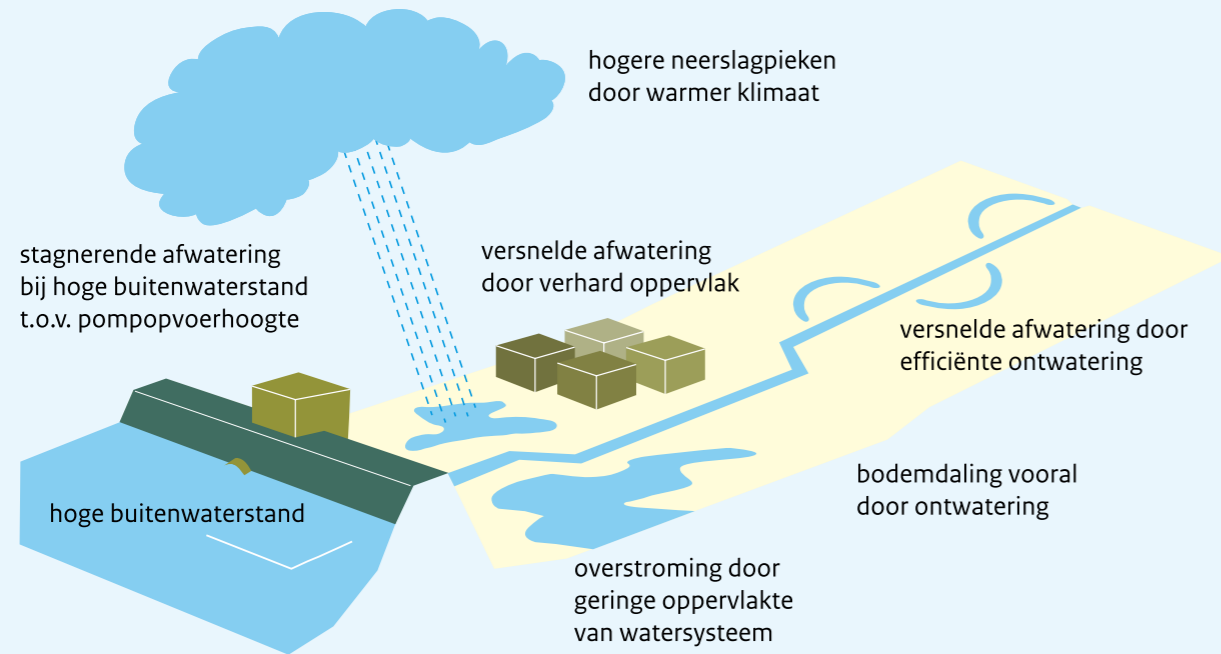 hogere neerslagpieken
door warmer klimaat
stagnerende afwatering
bij hoge buitenwaterstand
t.o.v. pompopvoerhoogte
versnelde afwatering
door verhard oppervlak
versnelde afwatering door
efficiënte ontwatering
bodemdaling vooral
door ontwatering
hoge buitenwaterstand
overstroming door
geringe oppervlakte
van watersysteem